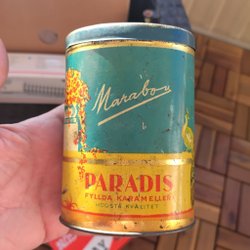 Marabou
PARADIS
FYLLDA KARAMELLER
HÖGSTA KVALITET